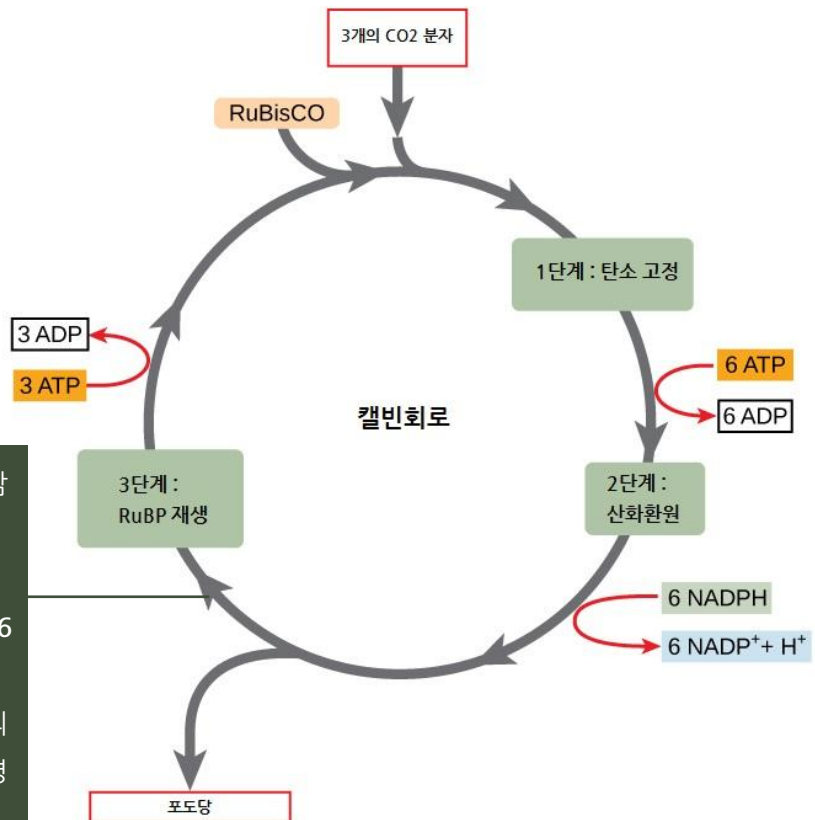 3개의 CO2 분자
RuBisCO
1단계 : 탄소 고정
3 ADP
3 ATP
6 ATP
6 ADP
캘빈회로
3단계 :
RuBP 재생
2단계 :
산화환원
6
6 NADPH
6 NADP⁺+ H⁺
포도당